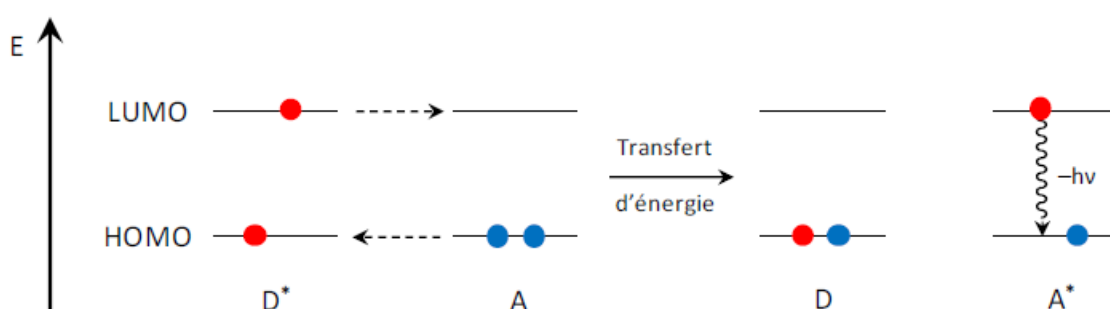 E
LUMO
HOMO
D*
A
Transfert
d'énergie
D
A*
–hν